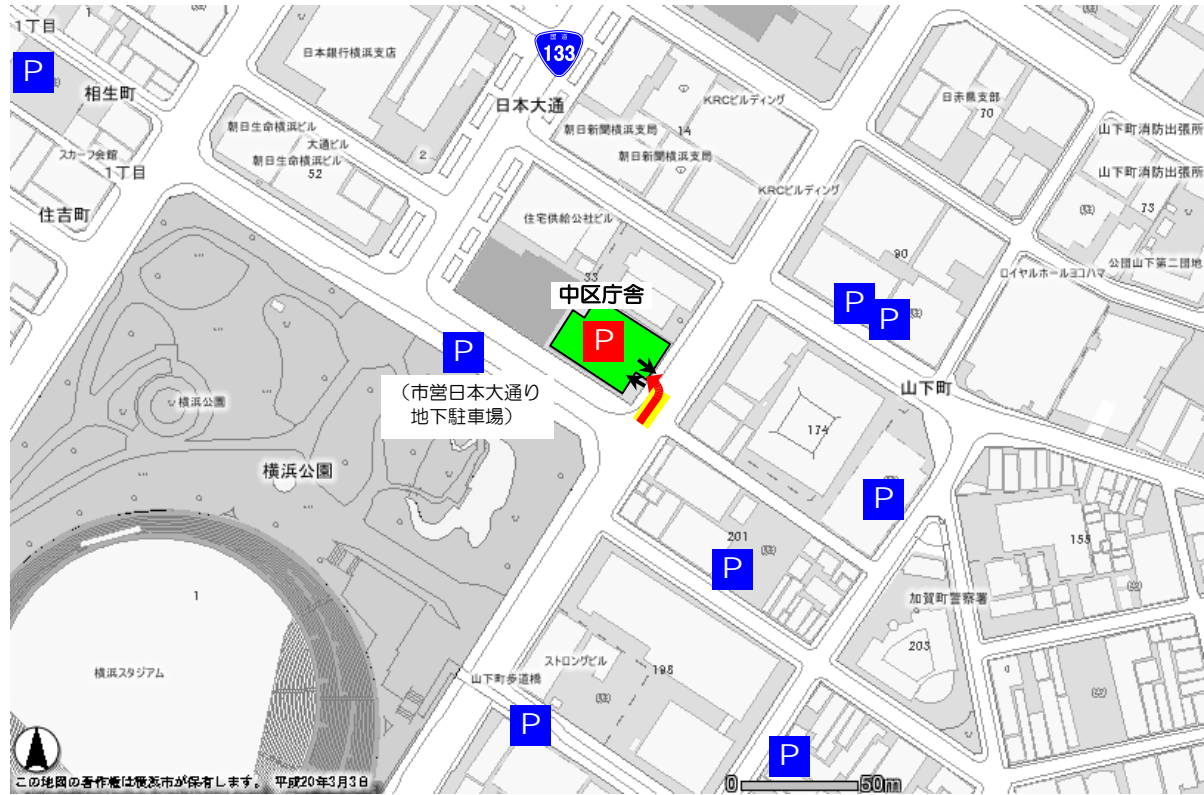 1丁目
1
P
相生町
日本銀行横浜支店
国道
133
日本大通
KRCビルディング
朝日新聞横浜支局
14
朝日新聞横浜支局
日赤県支部
70
山下町消防出張所
山下町消防出張所
73
朝日生命横浜ビル
大通ビル
朝日生命横浜ビル
52
2
スカーフ会館
1丁目
住吉町
KRCビルディング
住宅供給公社ビル
33
中区庁舎
P
90
公団山下第二団地
ロイヤルホールヨコハマ
P
P
P
(市営日本大通り
地下駐車場)
山下町
横浜公園
横浜公園
174
P
201
P
155
加賀町警察署
203
1
横浜スタジアム
ストロングビル
198
山下町歩道橋
P
P
この地図の著作権は横浜市が保有します。 平成20年3月3日
0 50m